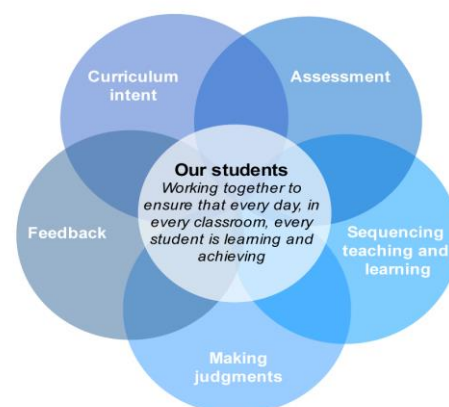 Curriculum
intent
Assessment
Our students
Working together to
ensure that every day, in
every classroom, every
student is learning and
achieving
Feedback
Sequencing
teaching and
learning
Making
judgments